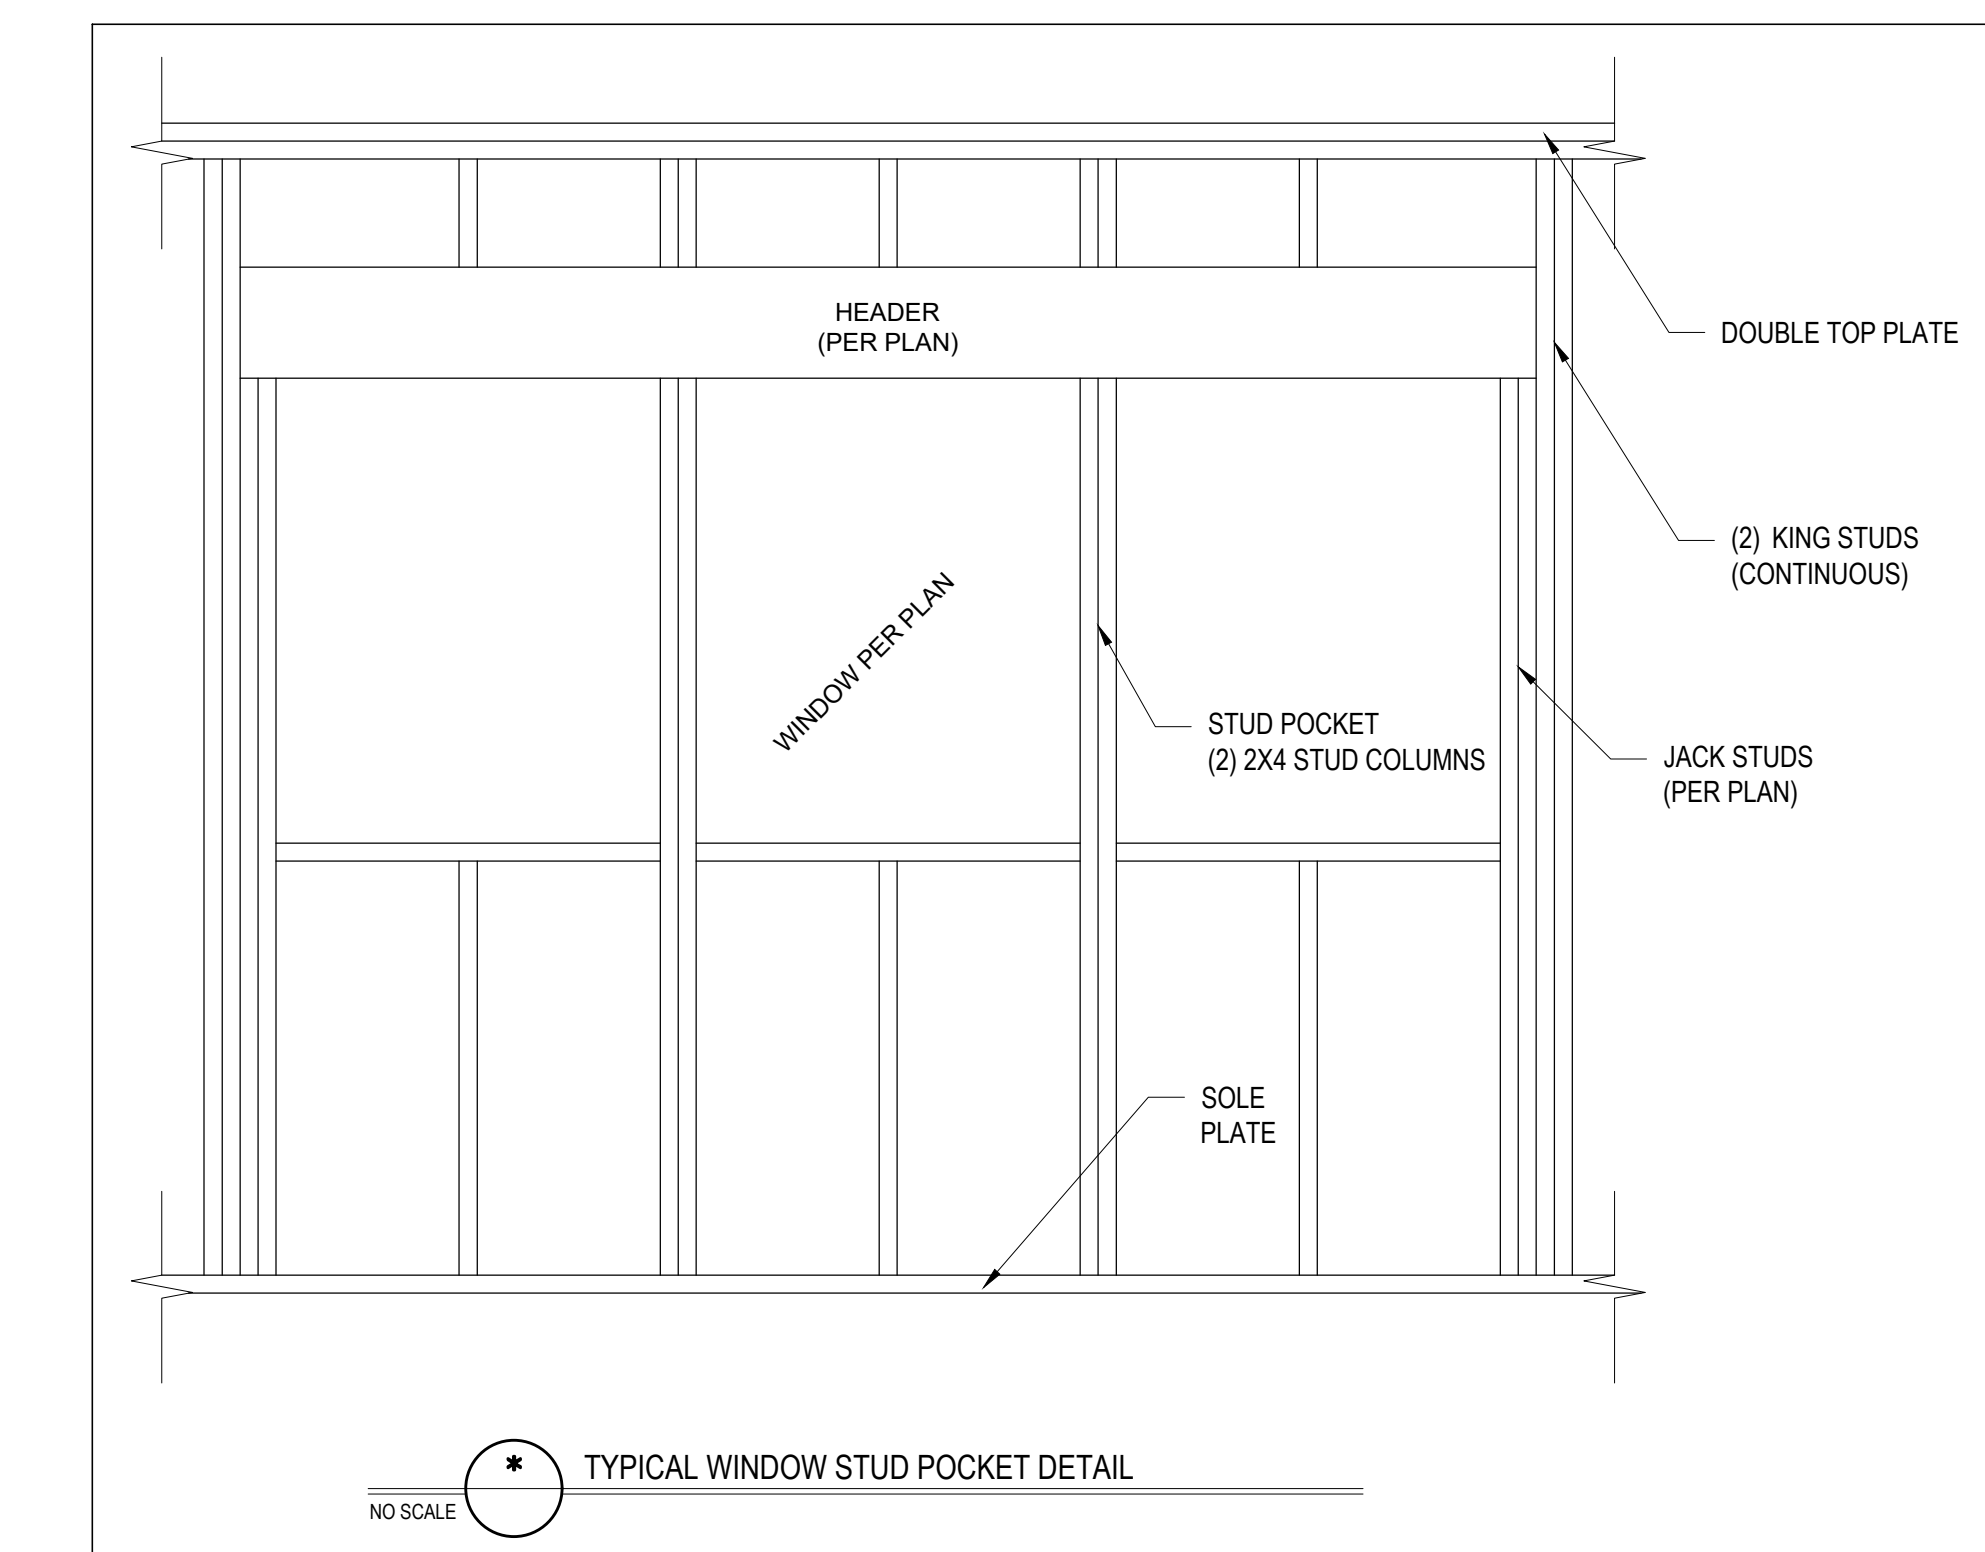 HEADER
(PER PLAN)
DOUBLE TOP PLATE
(2) KING STUDS
(CONTINUOUS)
WINDOW PER PLAN
STUD POCKET
(2) 2X4 STUD COLUMNS
JACK STUDS
(PER PLAN)
SOLE
PLATE
* TYPICAL WINDOW STUD POCKET DETAIL
NO SCALE